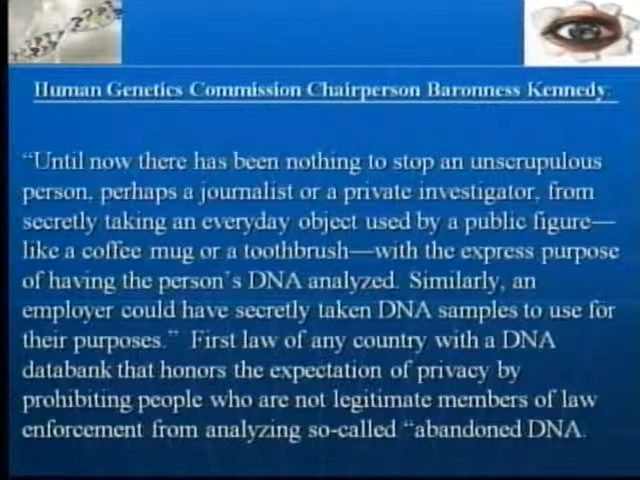 Human Genetics Commission Chairperson Baronness Kennedy:
“Until now there has been nothing to stop an unscrupulous
person, perhaps a journalist or a private investigator, from
secretly taking an everyday object used by a public figure—
like a coffee mug or a toothbrush—with the express purpose
of having the person’s DNA analyzed. Similarly, an
employer could have secretly taken DNA samples to use for
their purposes.” First law of any country with a DNA
databank that honors the expectation of privacy by
prohibiting people who are not legitimate members of law
enforcement from analyzing so-called “abandoned DNA.